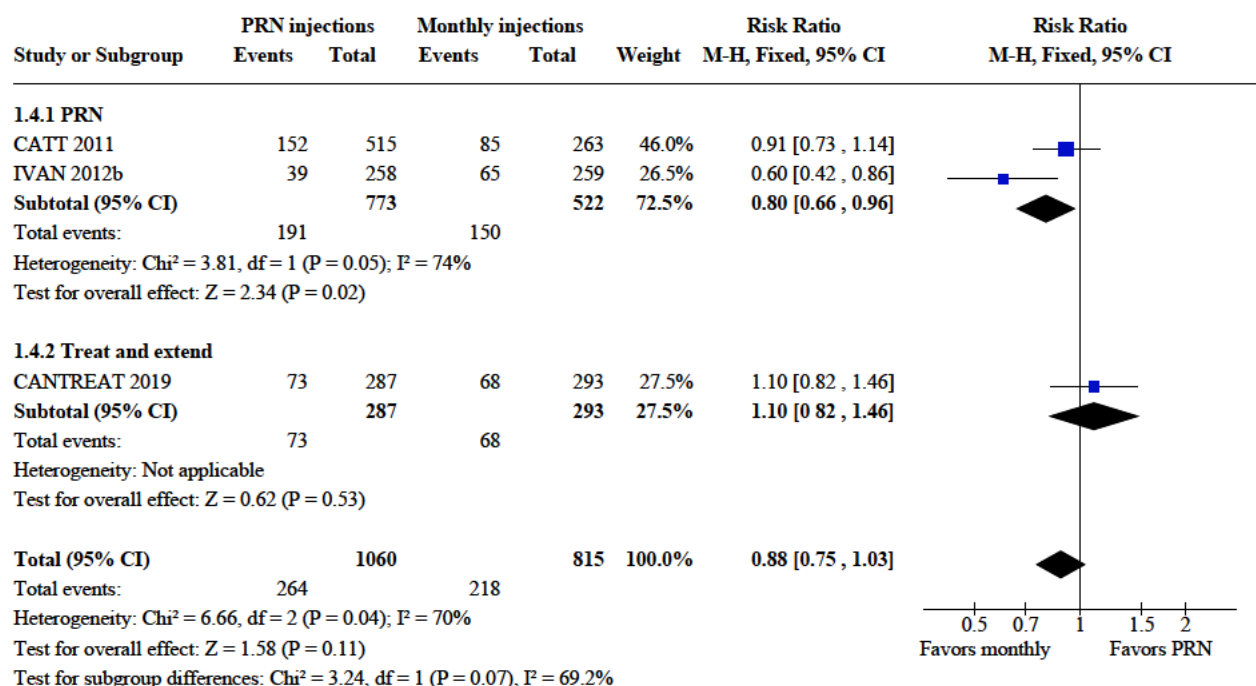 PRN injections Monthly injections Risk Ratio Risk Ratio
Study or Subgroup Events Total Events Total Weight M-H, Fixed, 95% CI M-H, Fixed, 95% CI
1.4.1 PRN
CATT 2011 152 515 85 263 46.0% 0.91 [0.73 , 1.14]
IVAN 2012b 39 258 65 259 26.5% 0.60 [0.42 , 0.86]
Subtotal (95% CI) 773 522 72.5% 0.80 [0.66 , 0.96]
Total events: 191 150
Heterogeneity: Chi² = 3.81, df = 1 (P = 0.05); I² = 74%
Test for overall effect: Z = 2.34 (P = 0.02)
1.4.2 Treat and extend
CANTREAT 2019 73 287 68 293 27.5% 1.10 [0.82 , 1.46]
Subtotal (95% CI) 287 293 27.5% 1.10 [0 82 , 1.46]
Total events: 73 68
Heterogeneity: Not applicable
Test for overall effect: Z = 0.62 (P = 0.53)
Total (95% CI) 1060 815 100.0% 0.88 [0.75 , 1.03]
Total events: 264 218
Heterogeneity: Chi² = 6.66, df = 2 (P = 0.04); I² = 70%
Test for overall effect: Z = 1.58 (P = 0.11)
Test for subgroup differences: Chi² = 3.24, df = 1 (P = 0.07), I² = 69.2%
0.5 0.7 1 1.5 2
Favors monthly Favors PRN